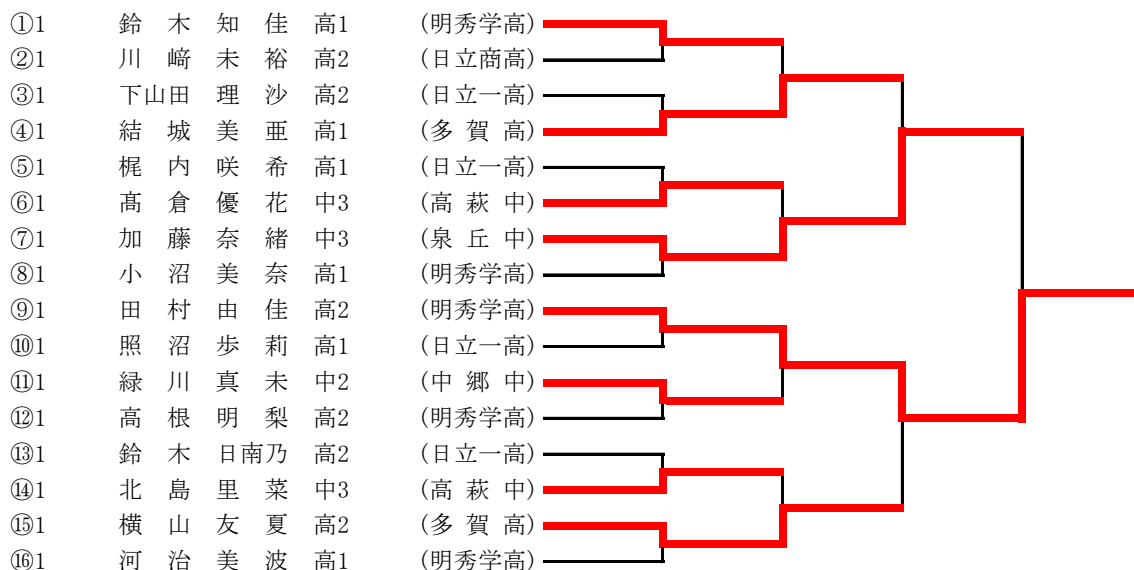 ①1 鈴 木 知 佳 高1 (明秀学高)
②1 川 﨑 未 裕 高2 (日立商高)
③1 下山田 理 沙 高2 (日立一高)
④1 結 城 美 亜 高1 (多 賀 高)
⑤1 梶 内 咲 希 高1 (日立一高)
⑥1 髙 倉 優 花 中3 (高 萩 中)
⑦1 加 藤 奈 緒 中3 (泉 丘 中)
⑧1 小 沼 美 奈 高1 (明秀学高)
⑨1 田 村 由 佳 高2 (明秀学高)
⑩1 照 沼 歩 莉 高1 (日立一高)
⑪1 緑 川 真 未 中2 (中 郷 中)
⑫1 高 根 明 梨 高2 (明秀学高)
⑬1 鈴 木 日南乃 高2 (日立一高)
⑭1 北 島 里 菜 中3 (高 萩 中)
⑮1 横 山 友 夏 高2 (多 賀 高)
⑯1 河 治 美 波 高1 (明秀学高)